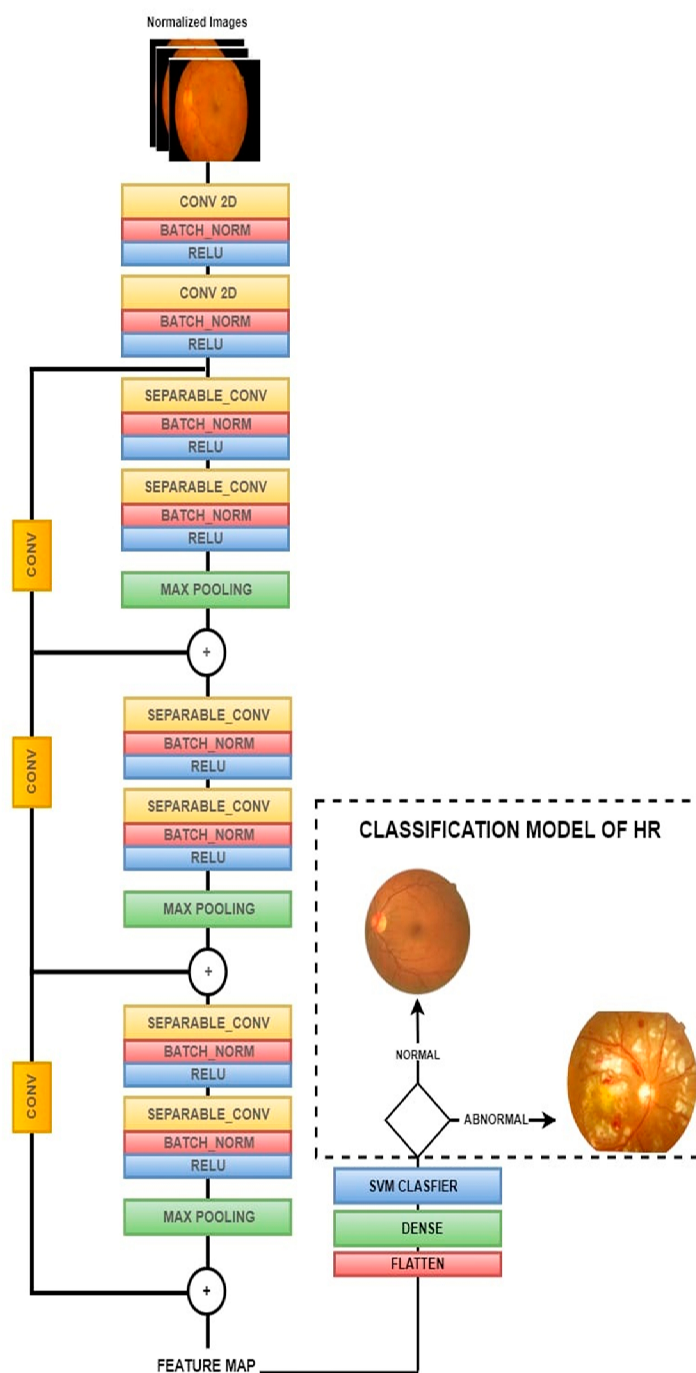 Normalized Images
CONV 2D
BATCH_NORM
RELU
CONV 2D
BATCH_NORM
RELU
SEPARABLE_CONV
BATCH_NORM
RELU
SEPARABLE_CONV
BATCH_NORM
RELU
CONV
MAX POOLING
+
SEPARABLE_CONV
BATCH_NORM
RELU
CONV
SEPARABLE_CONV
BATCH_NORM
RELU
MAX POOLING
+
SEPARABLE_CONV
BATCH_NORM
RELU
CONV
SEPARABLE_CONV
BATCH_NORM
RELU
MAX POOLING
+
FEATURE MAP
CLASSIFICATION MODEL OF HR
NORMAL
ABNORMAL
SVM CLASFIER
DENSE
FLATTEN